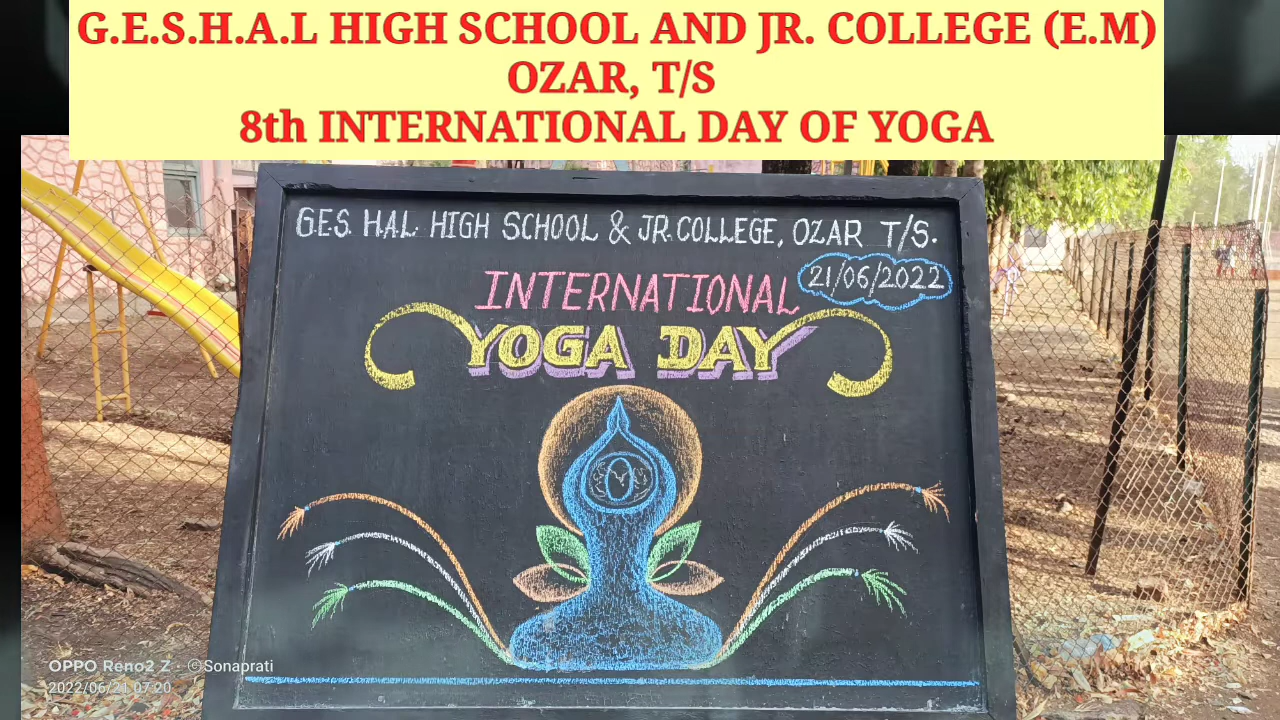 G.E.S.H.A.L HIGH SCHOOL AND JR. COLLEGE (E.M)
OZAR, T/S
8th INTERNATIONAL DAY OF YOGA
G.E.S. H.A.L. HIGH SCHOOL & JR. COLLEGE, OZAR T/S.
INTERNATIONAL
21/06/2022
YOGA DAY
OPPO Reno2 Z · ©Sonaprati
2022/06/21 07:20